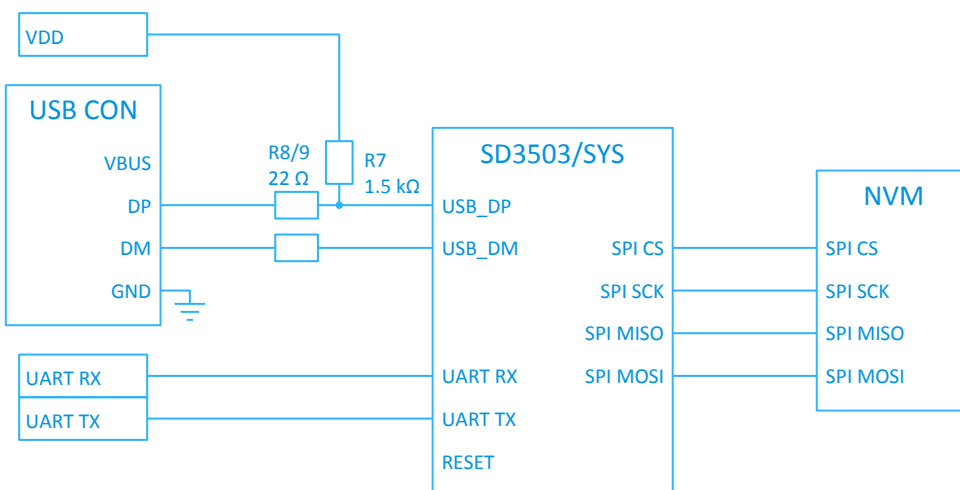 VDD
USB CON
VBUS
DP
DM
GND
R8/9
22 Ω
R7
1.5 kΩ
SD3503/SYS
USB_DP
USB_DM
SPI CS
SPI SCK
SPI MISO
SPI MOSI
UART RX
UART TX
RESET
NVM
SPI CS
SPI SCK
SPI MISO
SPI MOSI
UART RX
UART TX